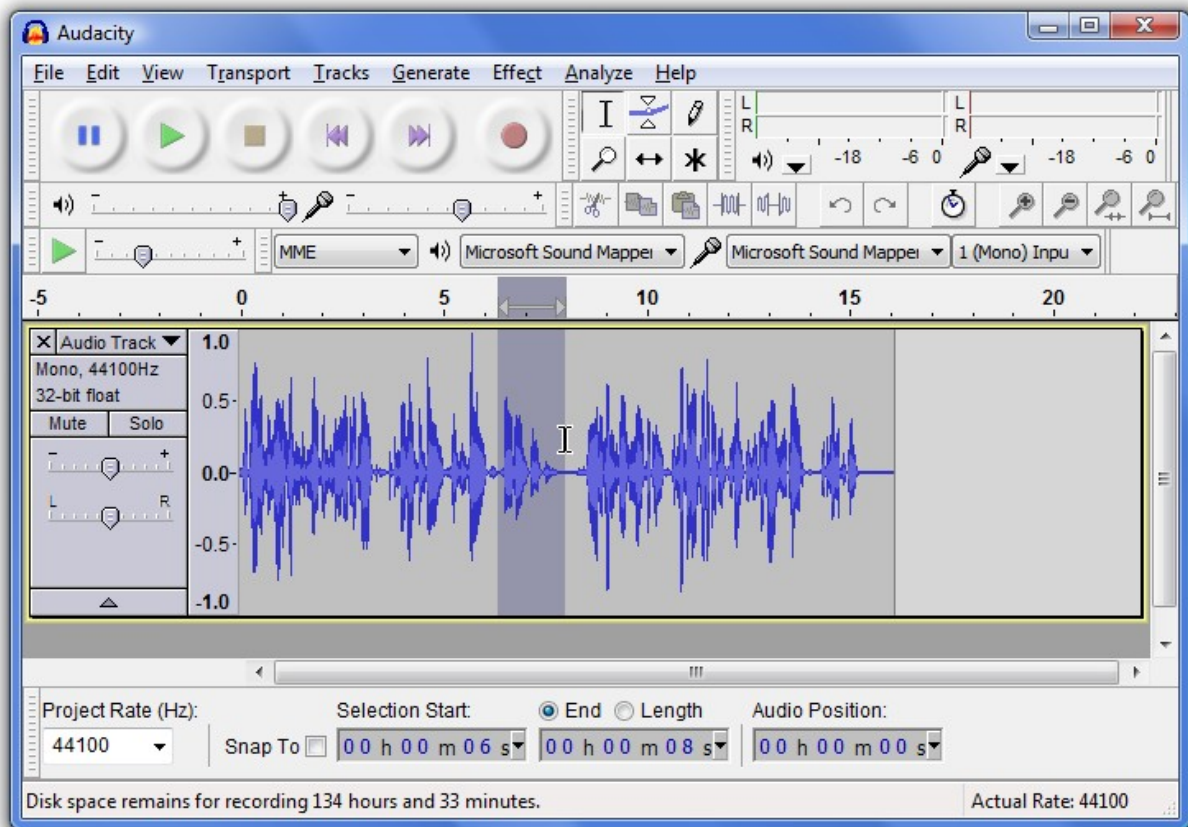 Audacity
File Edit View Transport Tracks Generate Effect Analyze Help
L
R
-18 -6 0
L
R
-18 -6 0
- +
- +
- +
MME
Microsoft Sound Mapper
Microsoft Sound Mapper
1 (Mono) Inpu
-5 0 5 10 15 20
X Audio Track
Mono, 44100Hz
32-bit float
Mute Solo
- +
L R
1.0
0.5-
0.0-
-0.5-
-1.0
Project Rate (Hz): Selection Start: End Length Audio Position:
44100 Snap To 00 h 00 m 06 s 00 h 00 m 08 s 00 h 00 m 00 s
Disk space remains for recording 134 hours and 33 minutes. Actual Rate: 44100